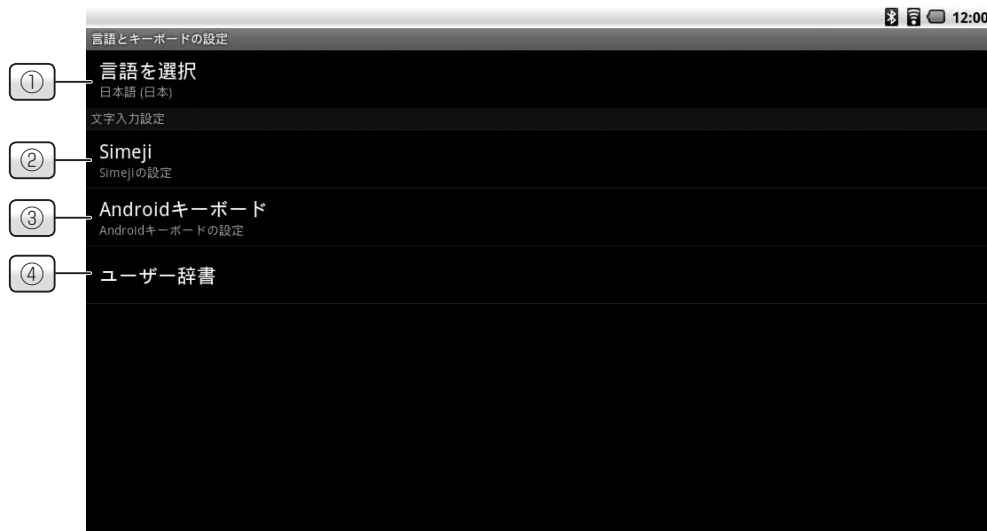 12:00
言語とキーボードの設定
① 言語を選択
日本語 (日本)
文字入力設定
② Simeji
Simejiの設定
③ Androidキーボード
Androidキーボードの設定
④ ユーザー辞書